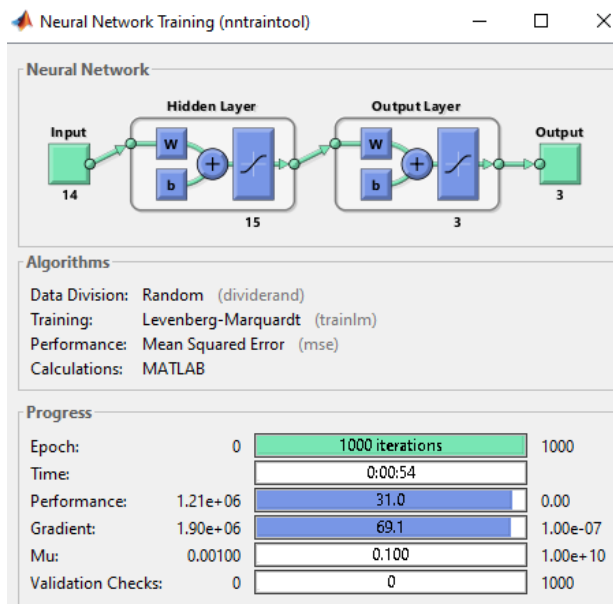 Neural Network Training (nntraintool)
Neural Network
Hidden Layer Output Layer
Input Output
W W
+ +
b b
14 15 3 3
Algorithms
Data Division: Random (dividerand)
Training: Levenberg-Marquardt (trainlm)
Performance: Mean Squared Error (mse)
Calculations: MATLAB
Progress
Epoch: 0 1000 iterations 1000
Time: 0:00:54
Performance: 1.21e+06 31.0 0.00
Gradient: 1.90e+06 69.1 1.00e-07
Mu: 0.00100 0.100 1.00e+10
Validation Checks: 0 0 1000